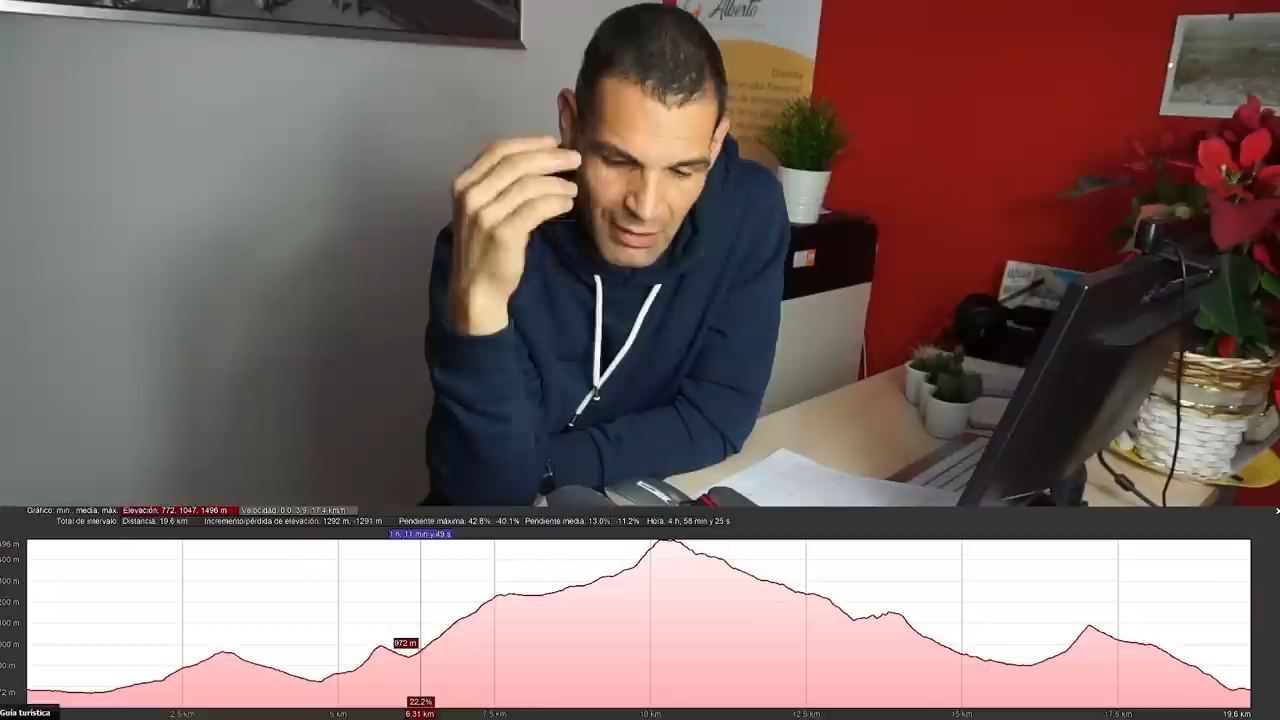 Alberto
Gráfico: mín., media, máx. Elevación: 772, 1047, 1496 m Velocidad: 0.0, 3.9, 17.4 km/h
Total de intervalo: Distancia: 19.6 km Incremento/pérdida de elevación: 1292 m, -1291 m Pendiente máxima: 42.8%, -40.1% Pendiente media: 13.0%, -11.2% Hora: 4 h, 58 min y 25 s
1 h, 11 min y 49 s
972 m
22.2%
Guía turística
2.5 km 5 km 6.31 km 7.5 km 10 km 12.5 km 15 km 17.5 km 19.6 km